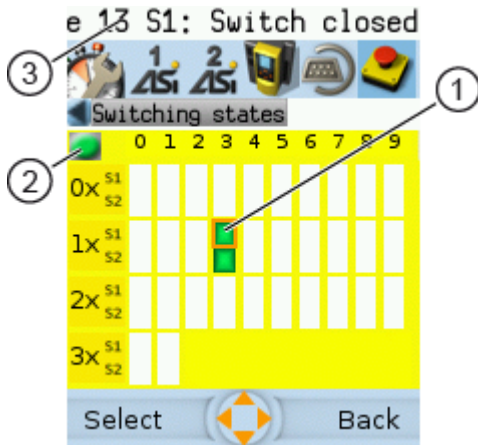 e 13 S1: Switch closed
3
1 ASi 2 ASi
1
Switching states
2
0 1 2 3 4 5 6 7 8 9
0x S1
S2
1x S1
S2
2x S1
S2
3x S1
S2
Select Back